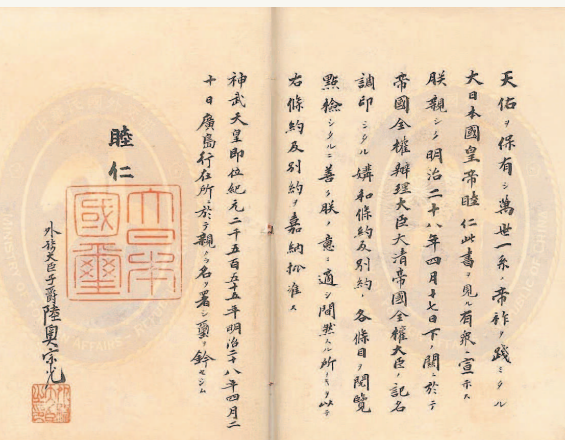 天佑ヲ保有シ萬世一系ノ帝祚ヲ踐ミタル
大日本國皇帝睦仁此書ヲ見ル有衆ニ宣示ス
朕親シク明治二十八年四月十七日下ノ關ニ於テ
帝國全權辦理大臣大清帝國全權大臣ノ記名
調印シタル媾和條約及別約ノ各條目ヲ閲覽
點檢シタルニ善ク朕ノ意ニ適シ間然スル所ナキヲ以テ
右條約及別約ヲ嘉納批准ス
神武天皇即位紀元二千五百五十五年明治二十八年四月二
十日廣島行在所ニ於テ親ラ名ヲ署シ璽ヲ鈐セシム
睦仁
大日本
國璽
外務大臣子爵陸奥宗光
AFFAIRS